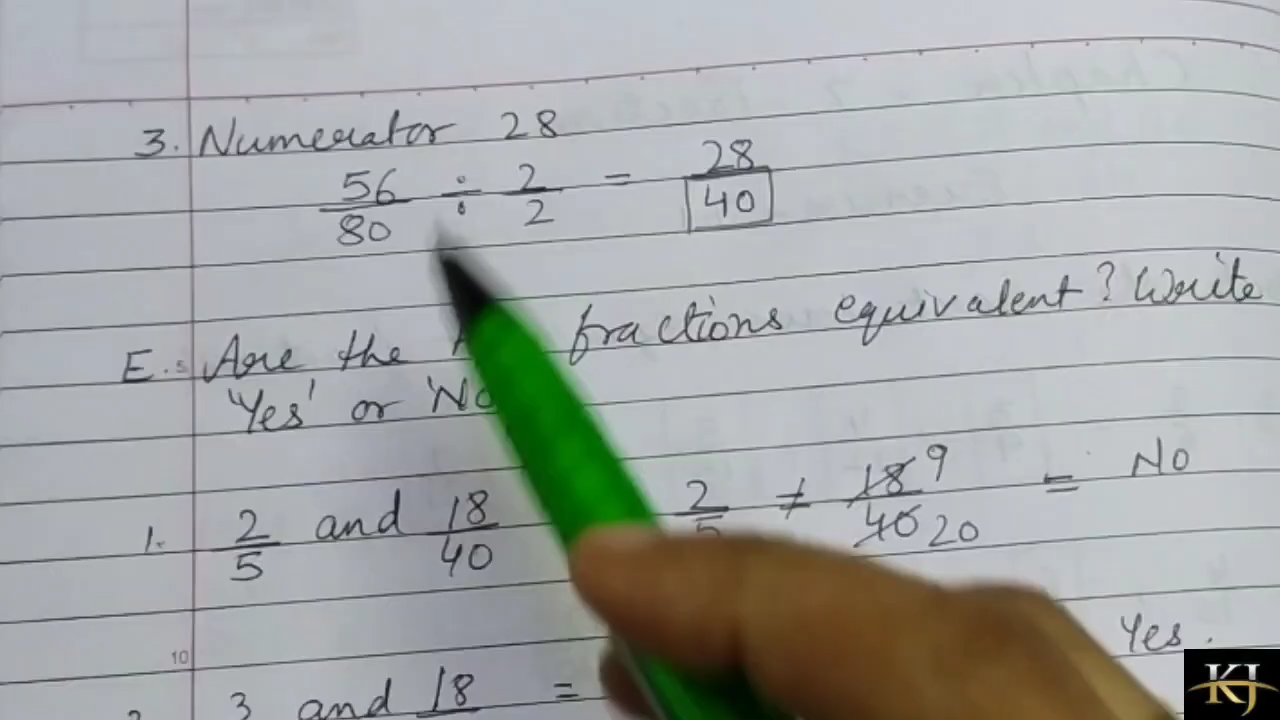 3. Numerator 28
56/80 ÷ 2/2 = 28/40
E. Are the fractions equivalent? Write
'Yes' or 'No
1. 2/5 and 18/40 2/5 ≠ 18/40 9/20 = No
10
Yes.
3 and 18 =
KJ